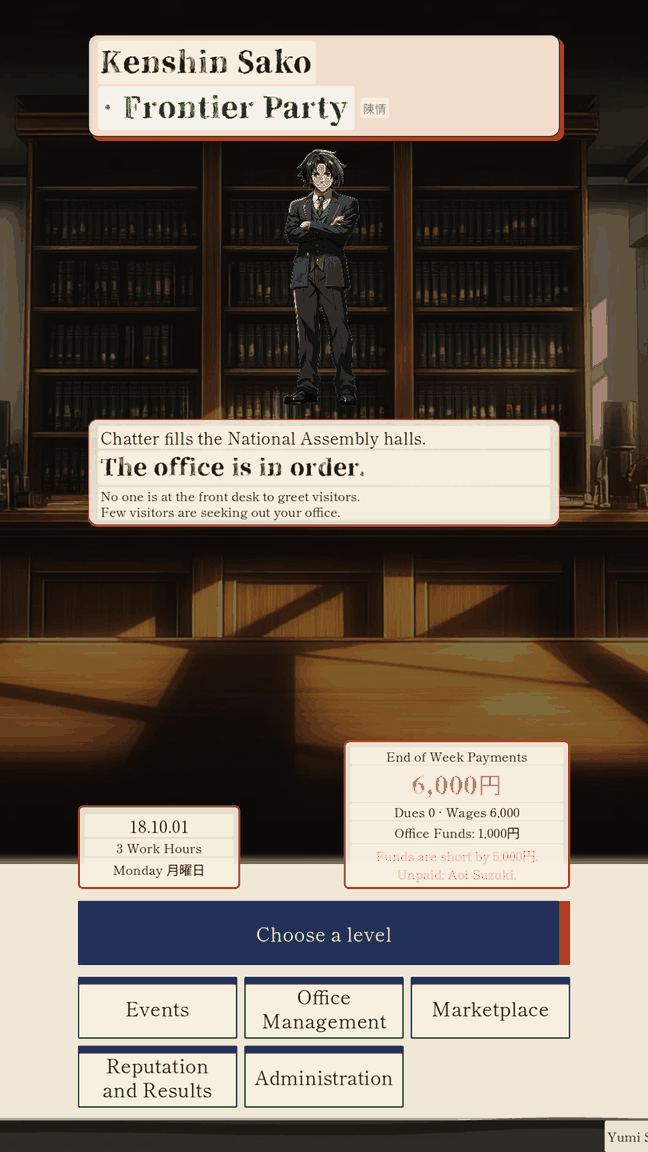 Kenshin Sako
· Frontier Party 陳情
Chatter fills the National Assembly halls.
The office is in order.
No one is at the front desk to greet visitors.
Few visitors are seeking out your office.
End of Week Payments
6,000円
Dues 0 · Wages 6,000
Office Funds: 1,000円
Funds are short by 5,000円.
Unpaid: Aoi Suzuki.
18.10.01
3 Work Hours
Monday 月曜日
Choose a level
Events
Office
Management
Marketplace
Reputation
and Results
Administration
Yumi